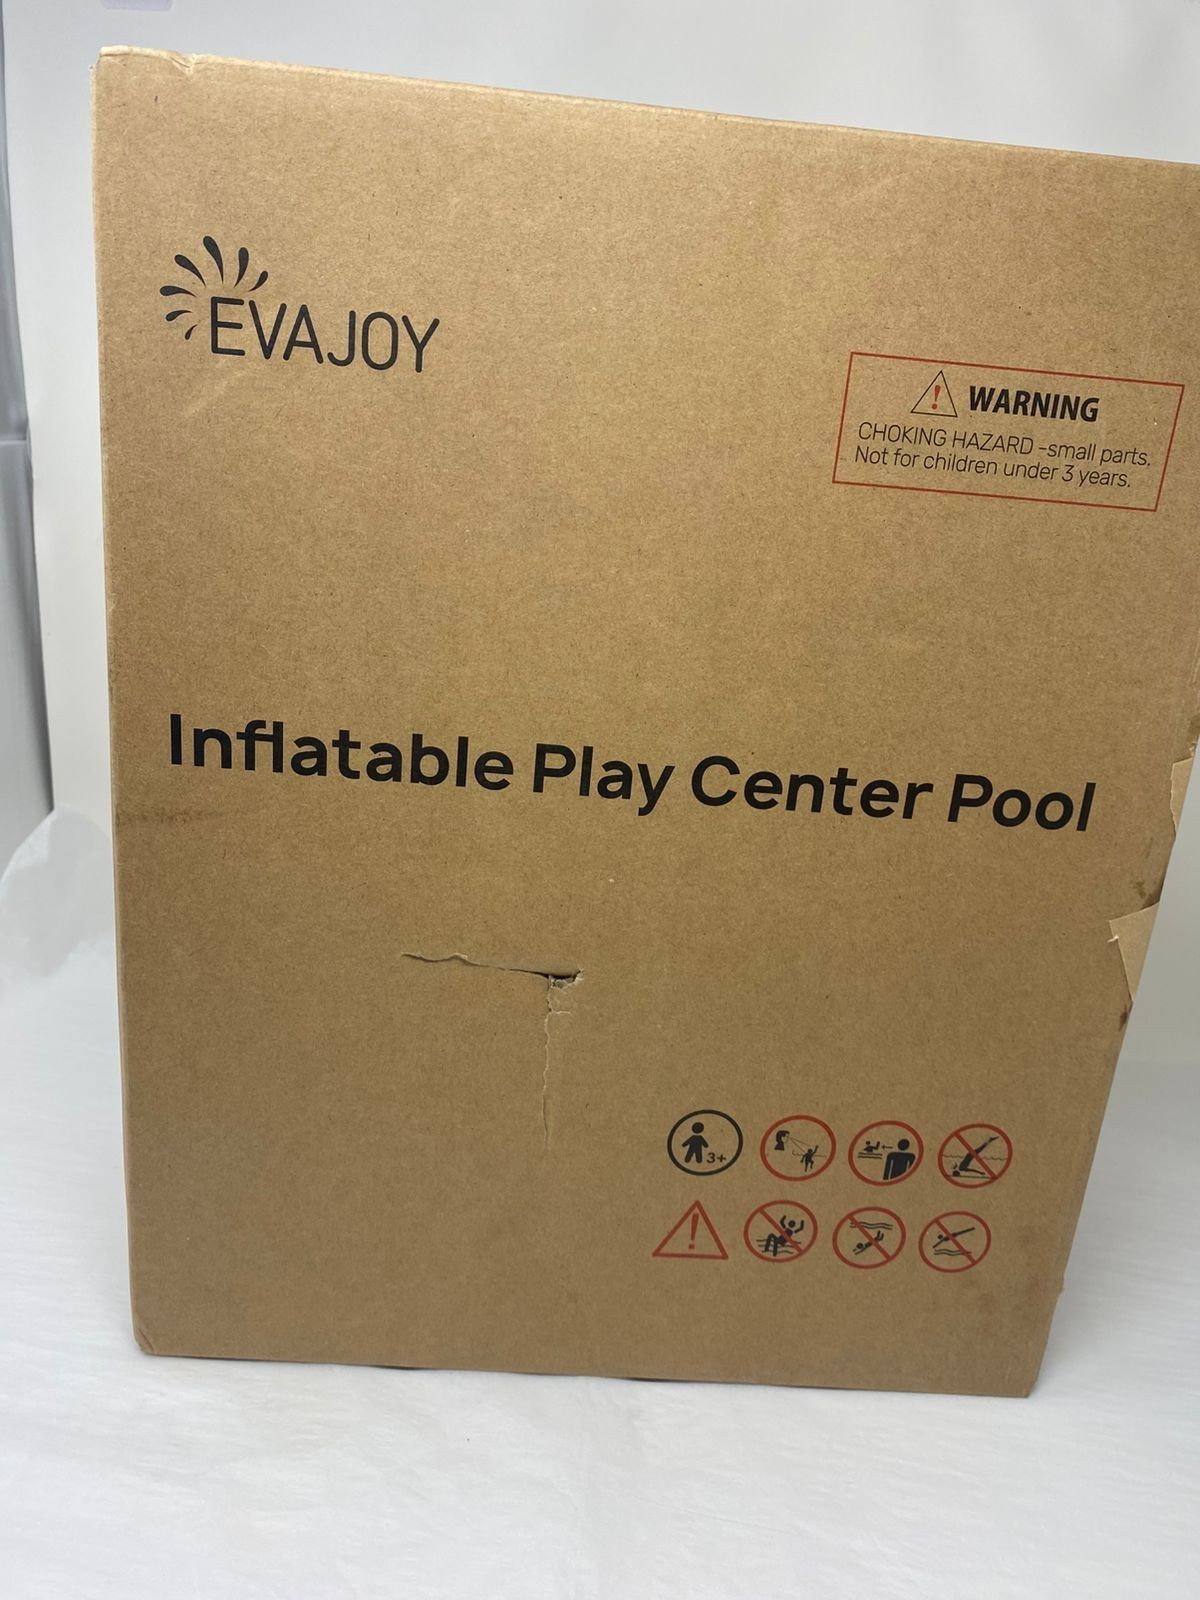 EVAJOY
WARNING
CHOKING HAZARD -small parts.
Not for children under 3 years.
Inflatable Play Center Pool
3+